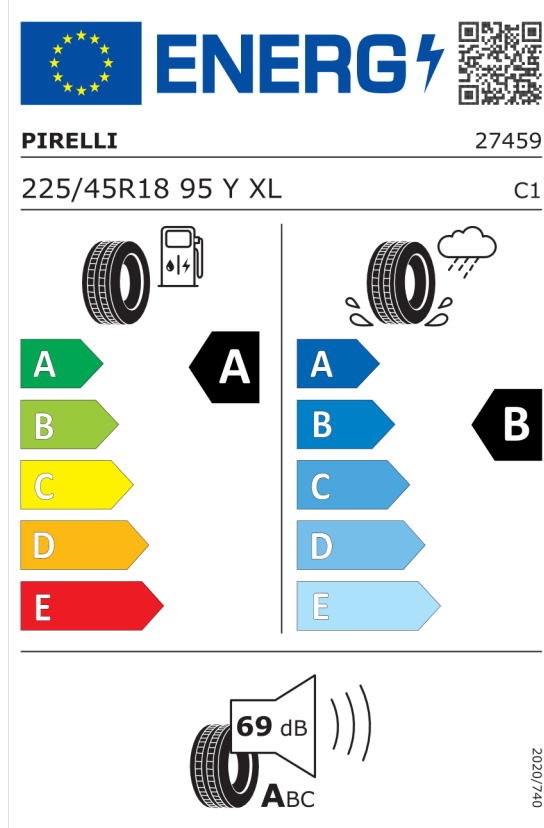 ENERG
PIRELLI 27459
225/45R18 95 Y XL C1
A A A
B B B
C C
D D
E E
69 dB
ABC
2020/740